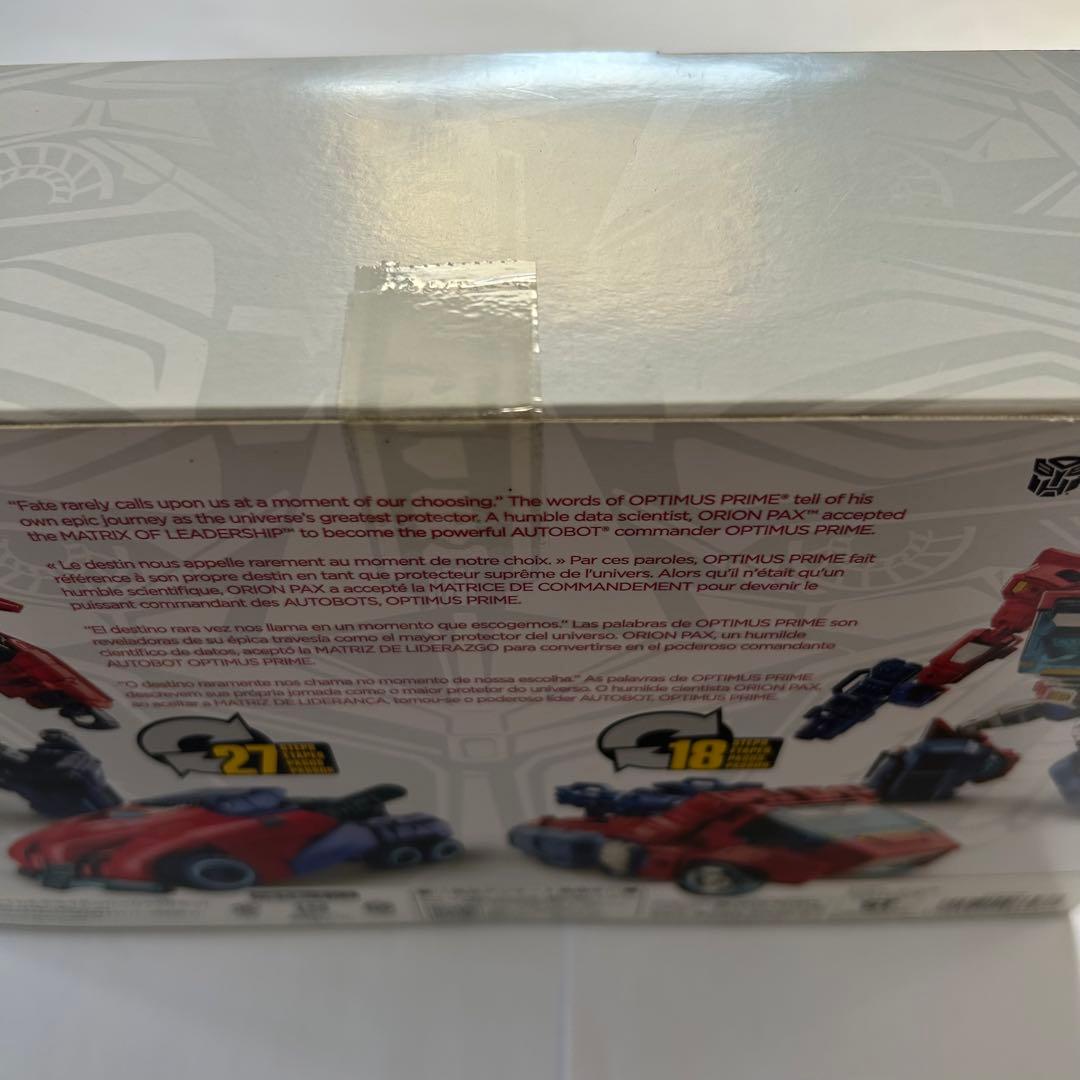 "Fate rarely calls upon us at a moment of our choosing." The words of OPTIMUS PRIME® tell of his
own epic journey as the universe's greatest protector. A humble data scientist, ORION PAX™ accepted
the MATRIX OF LEADERSHIP™ to become the powerful AUTOBOT® commander OPTIMUS PRIME.
« Le destin nous appelle rarement au moment de notre choix. » Par ces paroles, OPTIMUS PRIME fait
référence à son propre destin en tant que protecteur suprême de l'univers. Alors qu'il n'était qu'un
humble scientifique, ORION PAX a accepté la MATRICE DE COMMANDEMENT pour devenir le
puissant commandant des AUTOBOTS, OPTIMUS PRIME.
"El destino rara vez nos llama en un momento que escogemos." Las palabras de OPTIMUS PRIME son
reveladoras de su épica travesía como el mayor protector del universo. ORION PAX, un humilde
científico de datos, aceptó la MATRIZ DE LIDERAZGO para convertirse en el poderoso comandante
AUTOBOT OPTIMUS PRIME.
"O destino raramente nos chama no momento de nossa escolha." As palavras de OPTIMUS PRIME
descrevem sua própria jornada como o maior protetor do universo. O humilde cientista ORION PAX,
ao aceitar a MATRIZ DE LIDERANÇA, tornou-se o poderoso líder AUTOBOT, OPTIMUS PRIME.
27 STEPS
ETAPES
PASOS
PASSOS
18 STEPS
ETAPES
PASOS
PASSOS